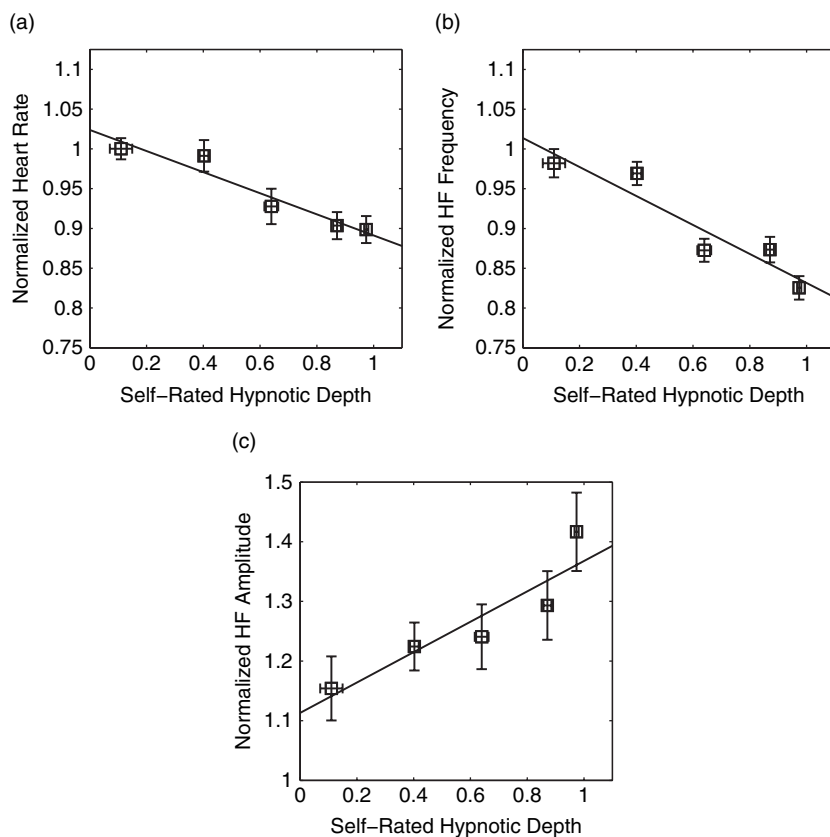 (a)
1.1
1.05
1
0.95
0.9
0.85
0.8
0.75
Normalized Heart Rate
0 0.2 0.4 0.6 0.8 1
Self−Rated Hypnotic Depth
(b)
1.1
1.05
1
0.95
0.9
0.85
0.8
0.75
Normalized HF Frequency
0 0.2 0.4 0.6 0.8 1
Self−Rated Hypnotic Depth
(c)
1.5
1.4
1.3
1.2
1.1
1
Normalized HF Amplitude
0 0.2 0.4 0.6 0.8 1
Self−Rated Hypnotic Depth